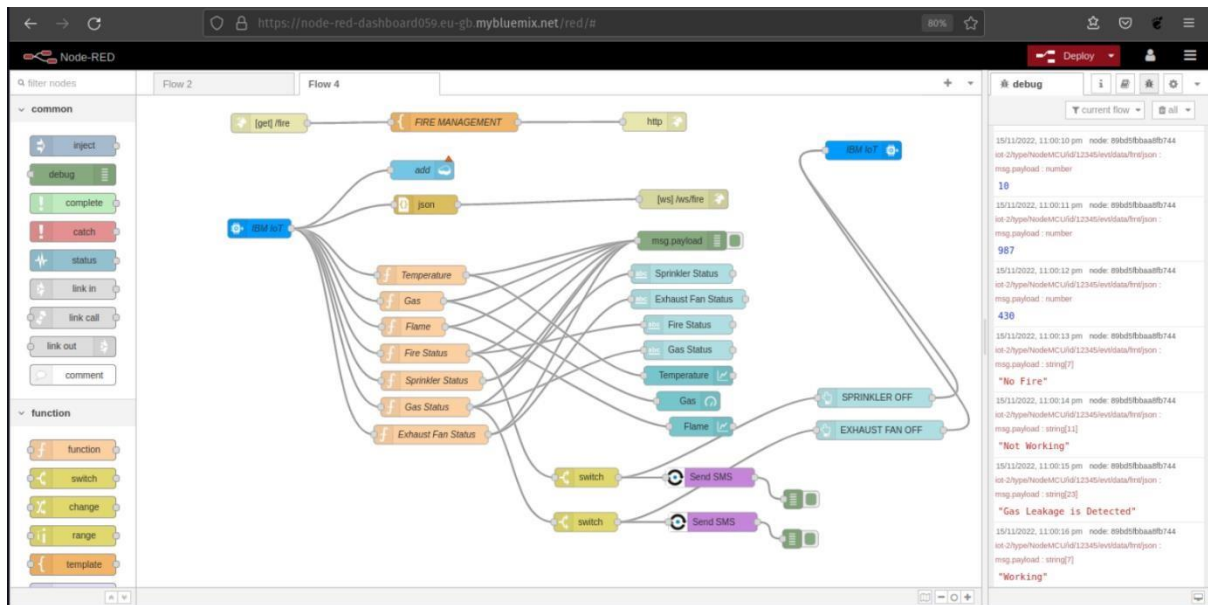 https://node-red-dashboard059.eu-gb.mybluemix.net/red/#
80%
Node-RED
Deploy
filter nodes
common
inject
debug
complete
catch
status
link in
link call
link out
comment
function
function
switch
change
range
template
Flow 2
Flow 4
[get] /fire
FIRE MANAGEMENT
http
IBM IoT
add
json
[ws] /ws/fire
IBM IoT
msg.payload
Temperature
Gas
Flame
Fire Status
Sprinkler Status
Gas Status
Exhaust Fan Status
Sprinkler Status
Exhaust Fan Status
Fire Status
Gas Status
Temperature
Gas
Flame
SPRINKLER OFF
EXHAUST FAN OFF
switch
Send SMS
switch
Send SMS
debug
current flow
all
15/11/2022, 11:00:10 pm node: 89bd5fbbaa8fb744
iot-2/type/NodeMCU/id/12345/evt/data/fmt/json :
msg.payload : number
10
15/11/2022, 11:00:11 pm node: 89bd5fbbaa8fb744
iot-2/type/NodeMCU/id/12345/evt/data/fmt/json :
msg.payload : number
987
15/11/2022, 11:00:12 pm node: 89bd5fbbaa8fb744
iot-2/type/NodeMCU/id/12345/evt/data/fmt/json :
msg.payload : number
430
15/11/2022, 11:00:13 pm node: 89bd5fbbaa8fb744
iot-2/type/NodeMCU/id/12345/evt/data/fmt/json :
msg.payload : string[7]
"No Fire"
15/11/2022, 11:00:14 pm node: 89bd5fbbaa8fb744
iot-2/type/NodeMCU/id/12345/evt/data/fmt/json :
msg.payload : string[11]
"Not Working"
15/11/2022, 11:00:15 pm node: 89bd5fbbaa8fb744
iot-2/type/NodeMCU/id/12345/evt/data/fmt/json :
msg.payload : string[23]
"Gas Leakage is Detected"
15/11/2022, 11:00:16 pm node: 89bd5fbbaa8fb744
iot-2/type/NodeMCU/id/12345/evt/data/fmt/json :
msg.payload : string[7]
"Working"